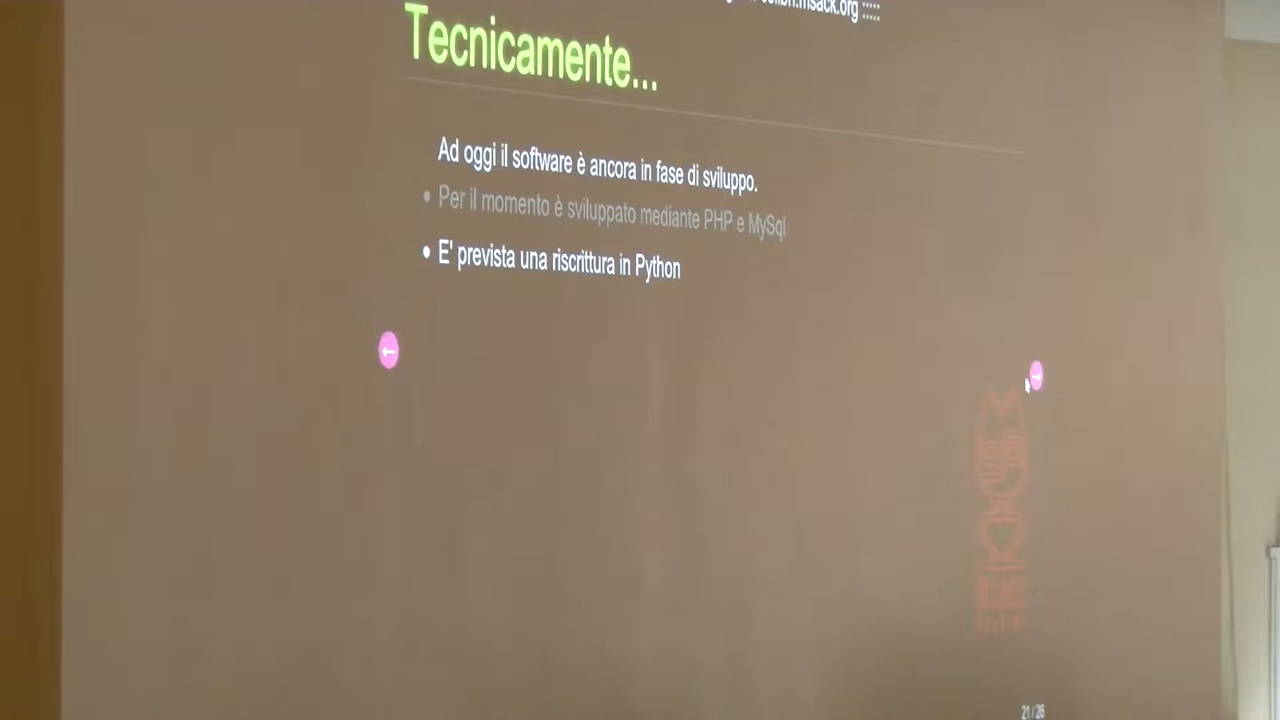 Tecnicamente...
Ad oggi il software è ancora in fase di sviluppo.
• Per il momento è sviluppato mediante PHP e MySql
• E' prevista una riscrittura in Python
21 / 26